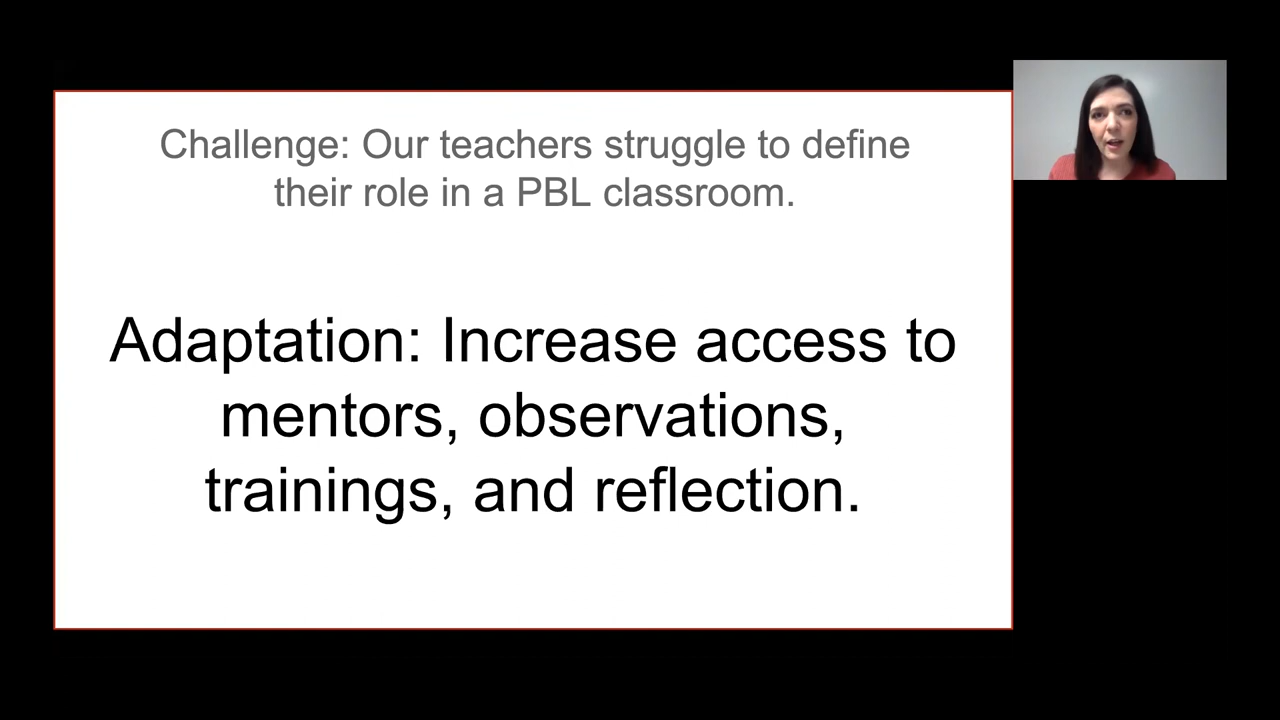 Challenge: Our teachers struggle to define
their role in a PBL classroom.
Adaptation: Increase access to
mentors, observations,
trainings, and reflection.